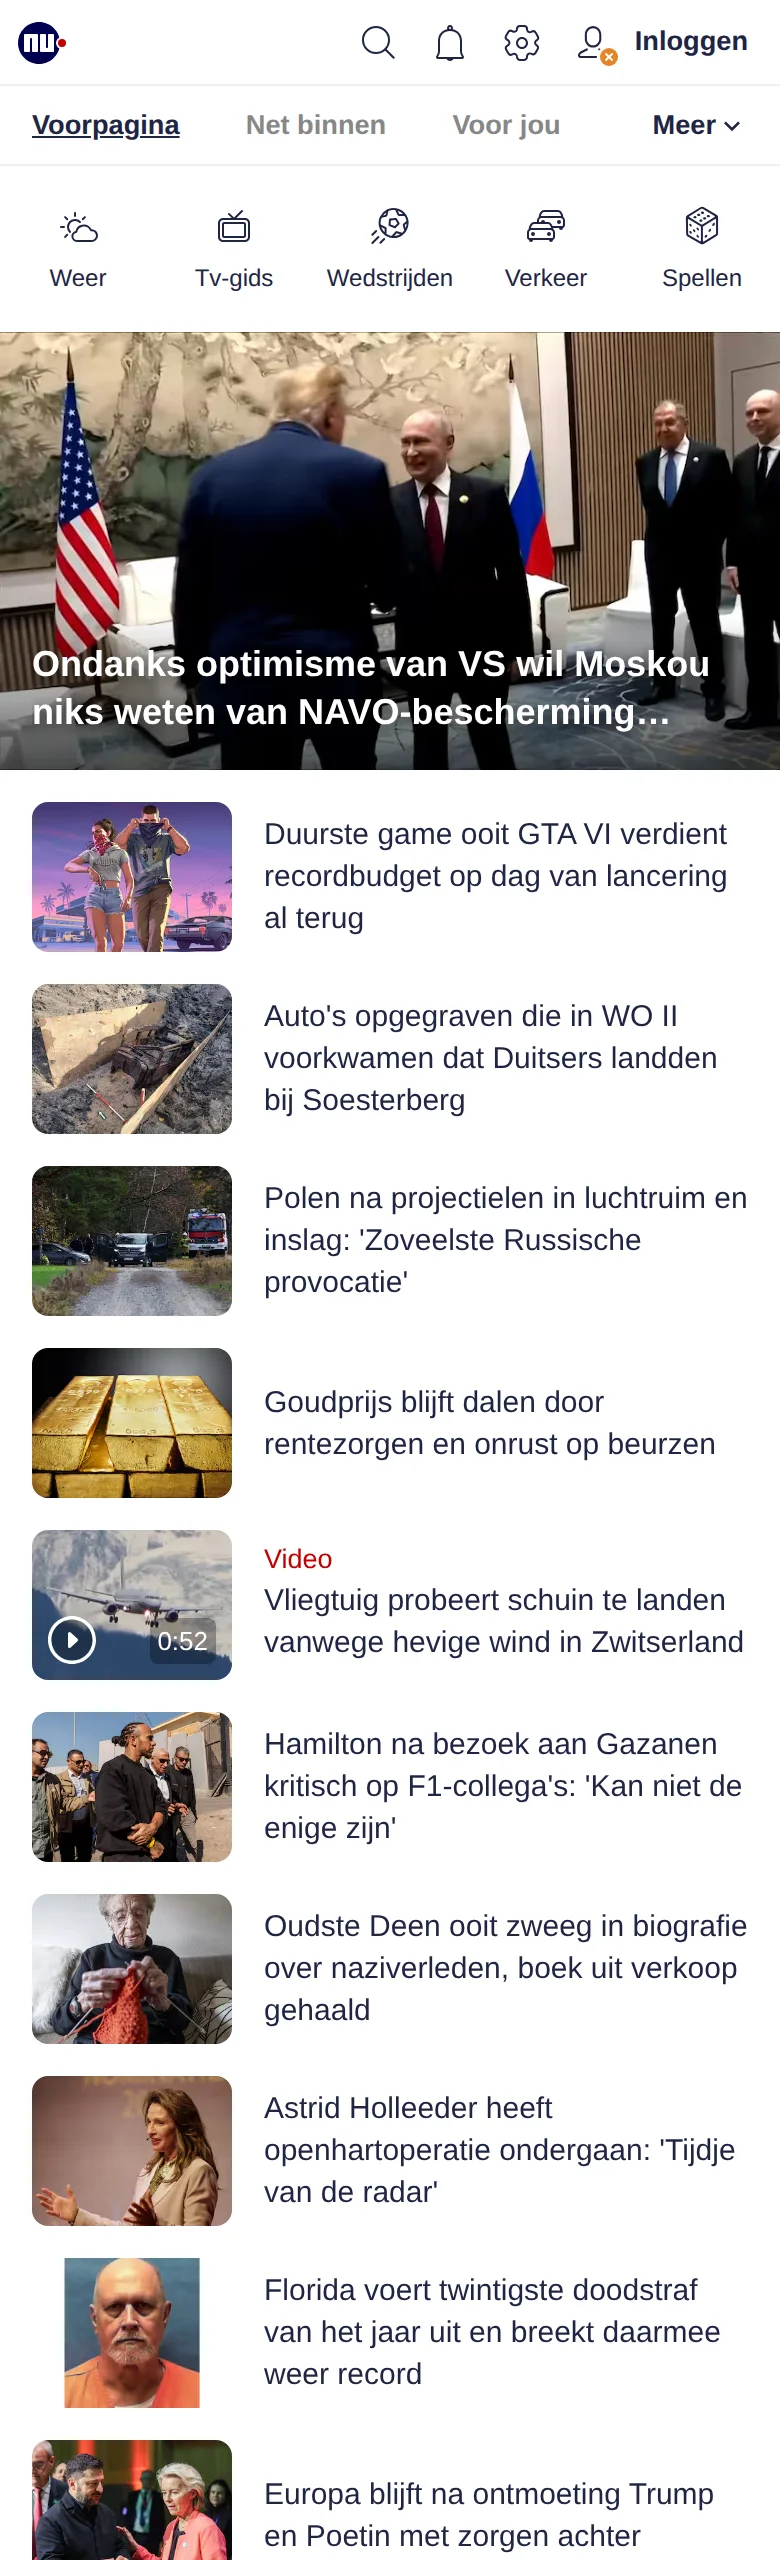 nu
Inloggen
Voorpagina
Net binnen
Voor jou
Meer
Weer
Tv-gids
Wedstrijden
Verkeer
Spellen
Ondanks optimisme van VS wil Moskou
niks weten van NAVO-bescherming...
Duurste game ooit GTA VI verdient
recordbudget op dag van lancering
al terug
Auto's opgegraven die in WO II
voorkwamen dat Duitsers landden
bij Soesterberg
Polen na projectielen in luchtruim en
inslag: 'Zoveelste Russische
provocatie'
Goudprijs blijft dalen door
rentezorgen en onrust op beurzen
Video
Vliegtuig probeert schuin te landen
vanwege hevige wind in Zwitserland
0:52
Hamilton na bezoek aan Gazanen
kritisch op F1-collega's: 'Kan niet de
enige zijn'
Oudste Deen ooit zweeg in biografie
over naziverleden, boek uit verkoop
gehaald
Astrid Holleeder heeft
openhartoperatie ondergaan: 'Tijdje
van de radar'
Florida voert twintigste doodstraf
van het jaar uit en breekt daarmee
weer record
Europa blijft na ontmoeting Trump
en Poetin met zorgen achter